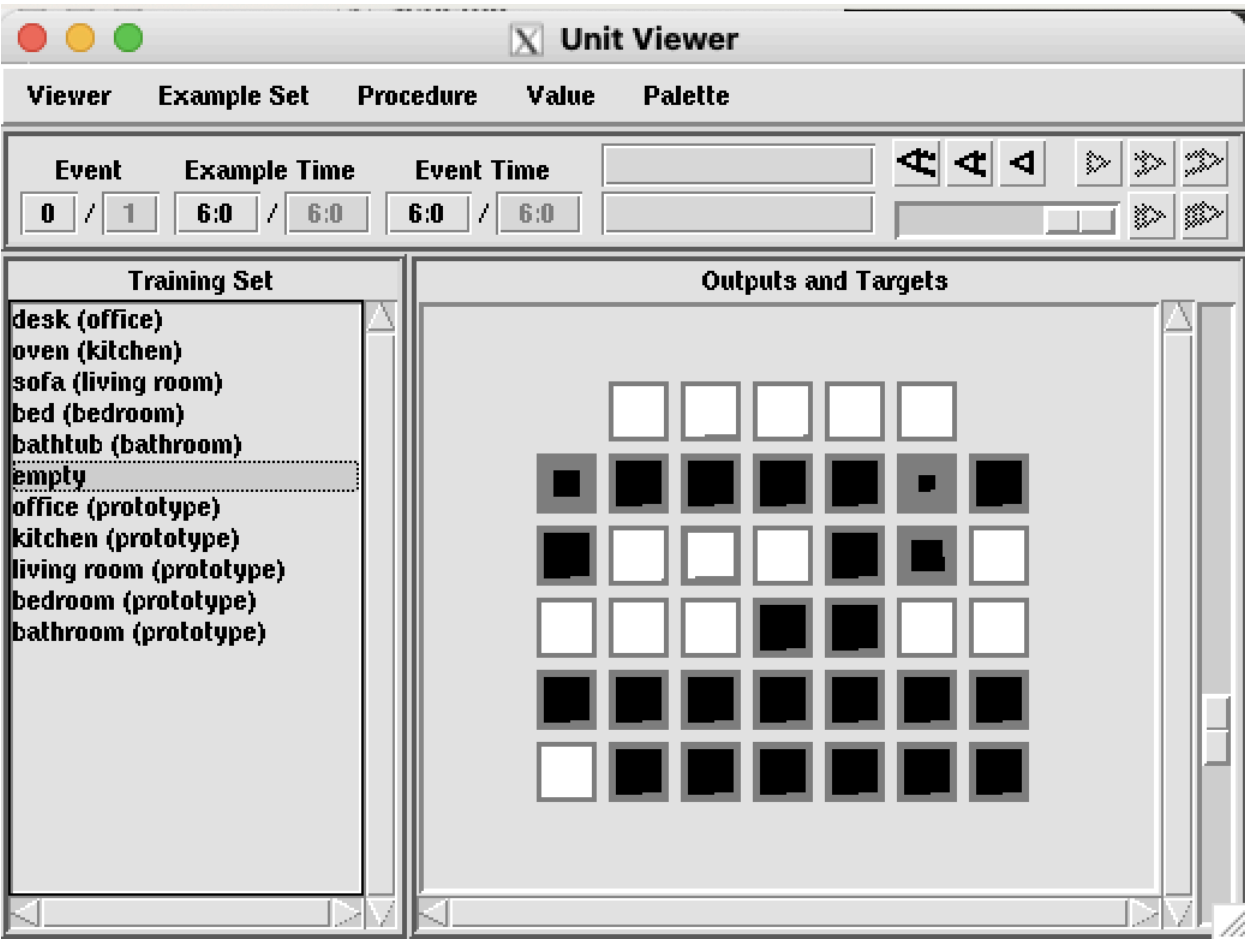 Unit Viewer
Viewer Example Set Procedure Value Palette
Event Example Time Event Time
0 / 1 6:0 / 6:0 6:0 / 6:0
Training Set
desk (office)
oven (kitchen)
sofa (living room)
bed (bedroom)
bathtub (bathroom)
empty
office (prototype)
kitchen (prototype)
living room (prototype)
bedroom (prototype)
bathroom (prototype)
Outputs and Targets